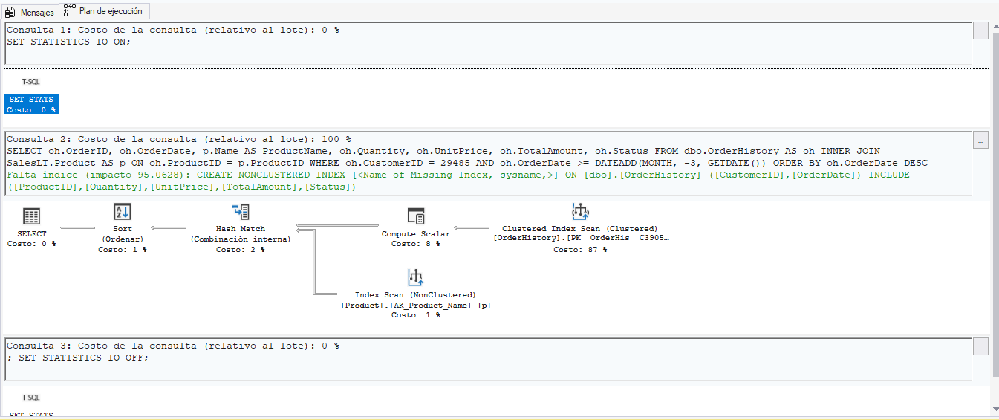 Mensajes
Plan de ejecución
Consulta 1: Costo de la consulta (relativo al lote): 0 %
SET STATISTICS IO ON;
...
T-SQL
SET STATS
Costo: 0 %
Consulta 2: Costo de la consulta (relativo al lote): 100 %
SELECT oh.OrderID, oh.OrderDate, p.Name AS ProductName, oh.Quantity, oh.UnitPrice, oh.TotalAmount, oh.Status FROM dbo.OrderHistory AS oh INNER JOIN
SalesLT.Product AS p ON oh.ProductID = p.ProductID WHERE oh.CustomerID = 29485 AND oh.OrderDate >= DATEADD(MONTH, -3, GETDATE()) ORDER BY oh.OrderDate DESC
Falta índice (impacto 95.0628): CREATE NONCLUSTERED INDEX [<Name of Missing Index, sysname,>] ON [dbo].[OrderHistory] ([CustomerID],[OrderDate]) INCLUDE
([ProductID],[Quantity],[UnitPrice],[TotalAmount],[Status])
...
SELECT
Costo: 0 %
Sort
(Ordenar)
Costo: 1 %
Hash Match
(Combinación interna)
Costo: 2 %
Compute Scalar
Costo: 8 %
Clustered Index Scan (Clustered)
[OrderHistory].[PK__OrderHis__C3905…
Costo: 87 %
Index Scan (NonClustered)
[Product].[AK_Product_Name] [p]
Costo: 1 %
Consulta 3: Costo de la consulta (relativo al lote): 0 %
; SET STATISTICS IO OFF;
...
T-SQL
SET STATS